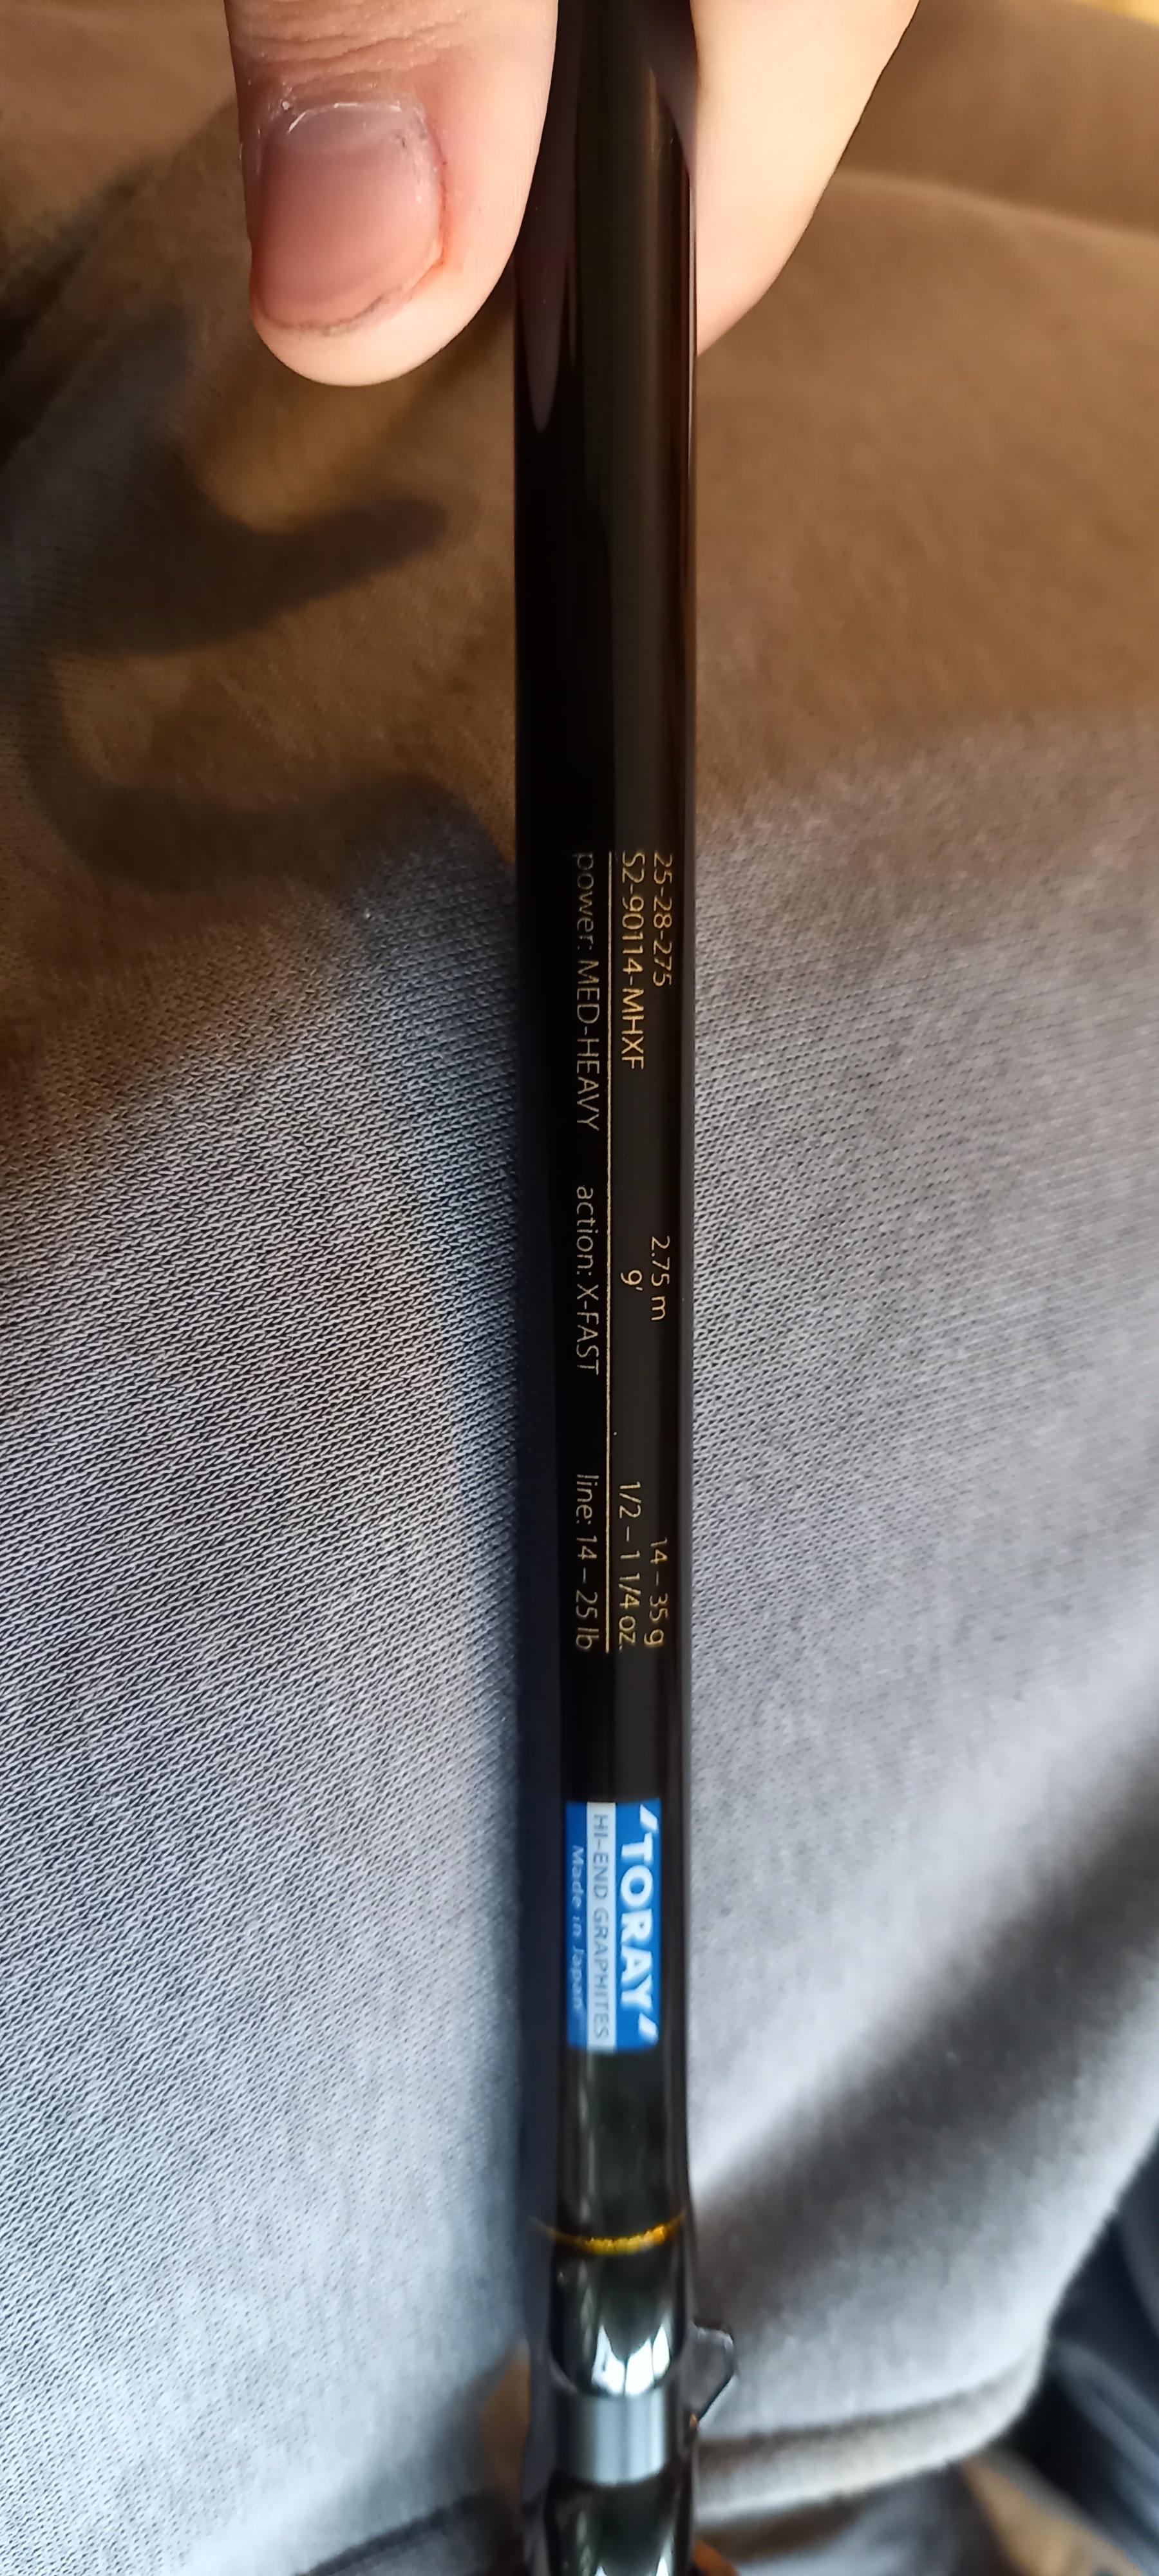 25-28-275 2.75 m 14 – 35 g
S2-90114-MHXF 9' 1/2 – 1 1/4 oz.
power: MED-HEAVY action: X-FAST line: 14 – 25 lb
'TORAY'
HI-END GRAPHITES
Made in Japan